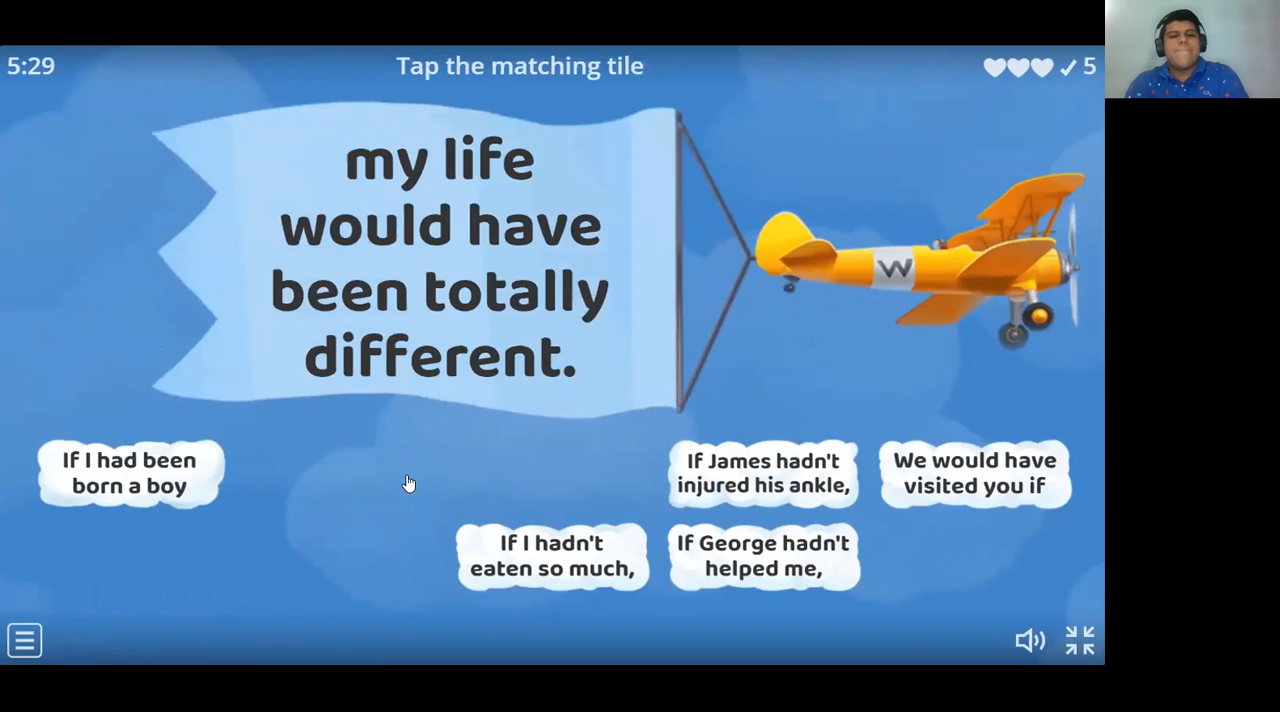 5:29
Tap the matching tile
5
my life
would have
been totally
different.
W
If I had been
born a boy
If James hadn't
injured his ankle,
We would have
visited you if
If I hadn't
eaten so much,
If George hadn't
helped me,